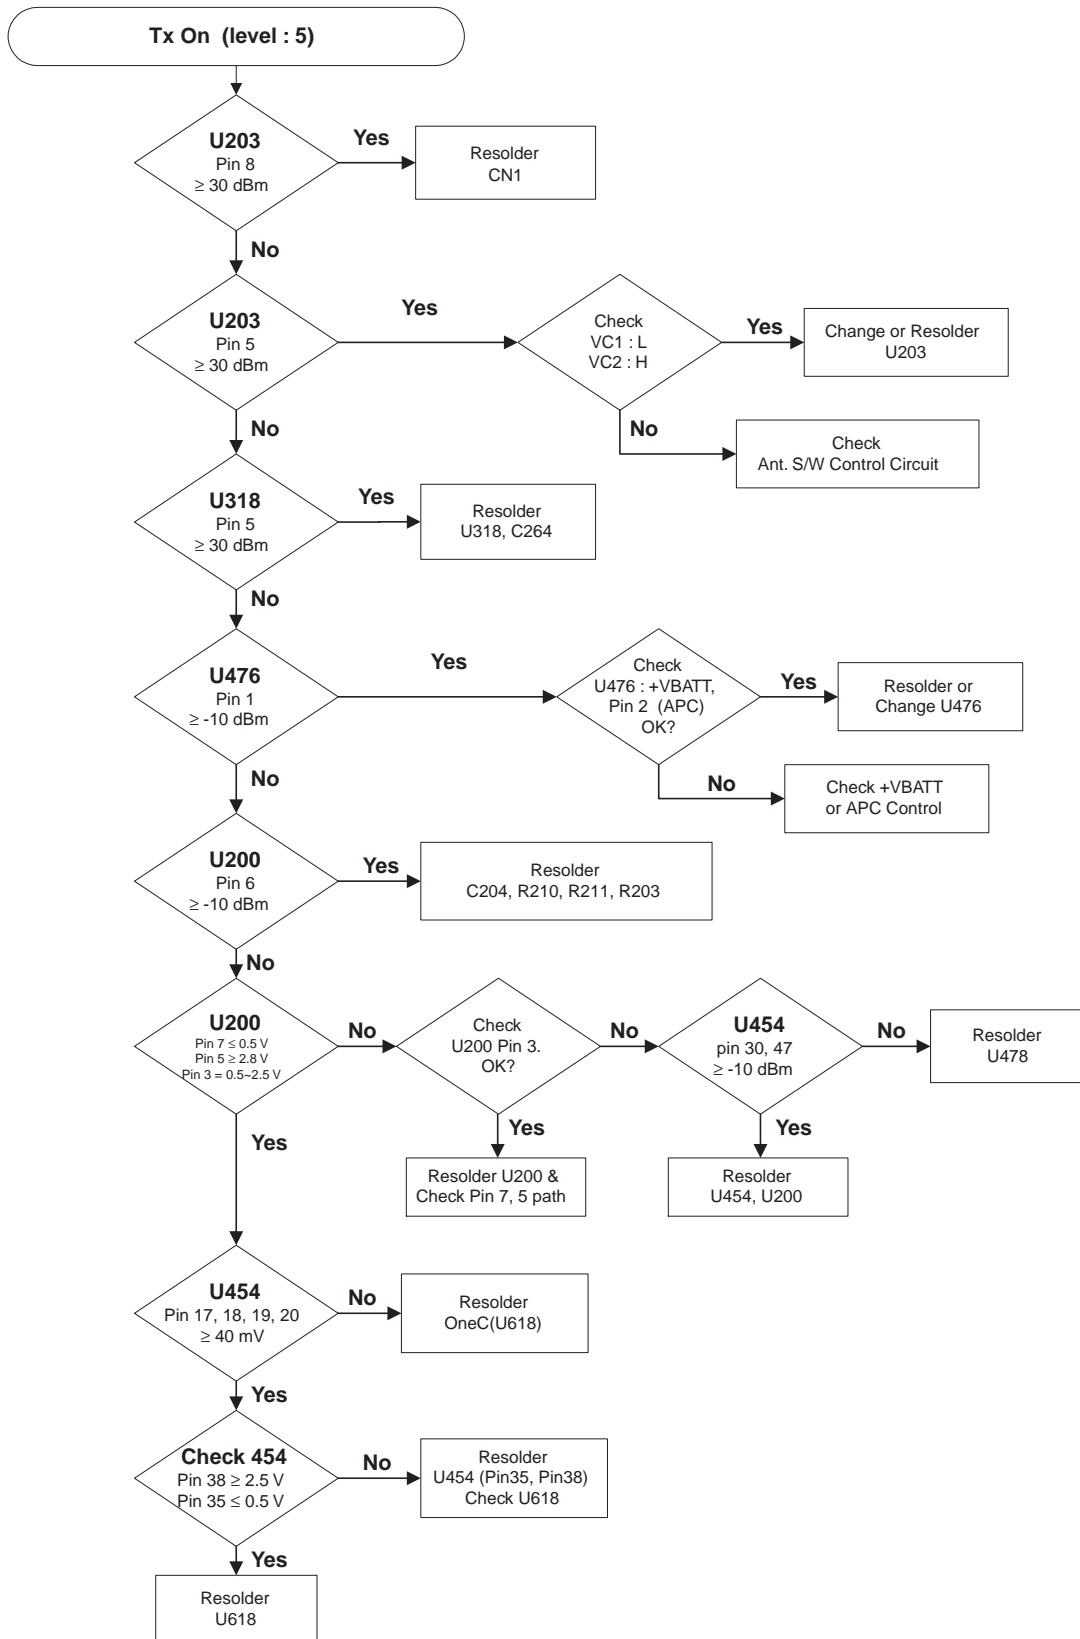 Tx On (level : 5)
U203
Pin 8
≥ 30 dBm
Yes
Resolder
CN1
No
U203
Pin 5
≥ 30 dBm
Yes
Check
VC1 : L
VC2 : H
Yes
Change or Resolder
U203
No
Check
Ant. S/W Control Circuit
No
U318
Pin 5
≥ 30 dBm
Yes
Resolder
U318, C264
No
U476
Pin 1
≥ -10 dBm
Yes
Check
U476 : +VBATT,
Pin 2 (APC)
OK?
Yes
Resolder or
Change U476
No
Check +VBATT
or APC Control
No
U200
Pin 6
≥ -10 dBm
Yes
Resolder
C204, R210, R211, R203
No
U200
Pin 7 ≤ 0.5 V
Pin 5 ≥ 2.8 V
Pin 3 = 0.5~2.5 V
No
Check
U200 Pin 3.
OK?
No
U454
pin 30, 47
≥ -10 dBm
No
Resolder
U478
Yes
Resolder U200 &
Check Pin 7, 5 path
Yes
Resolder
U454, U200
Yes
U454
Pin 17, 18, 19, 20
≥ 40 mV
No
Resolder
OneC(U618)
Yes
Check 454
Pin 38 ≥ 2.5 V
Pin 35 ≤ 0.5 V
No
Resolder
U454 (Pin35, Pin38)
Check U618
Yes
Resolder
U618